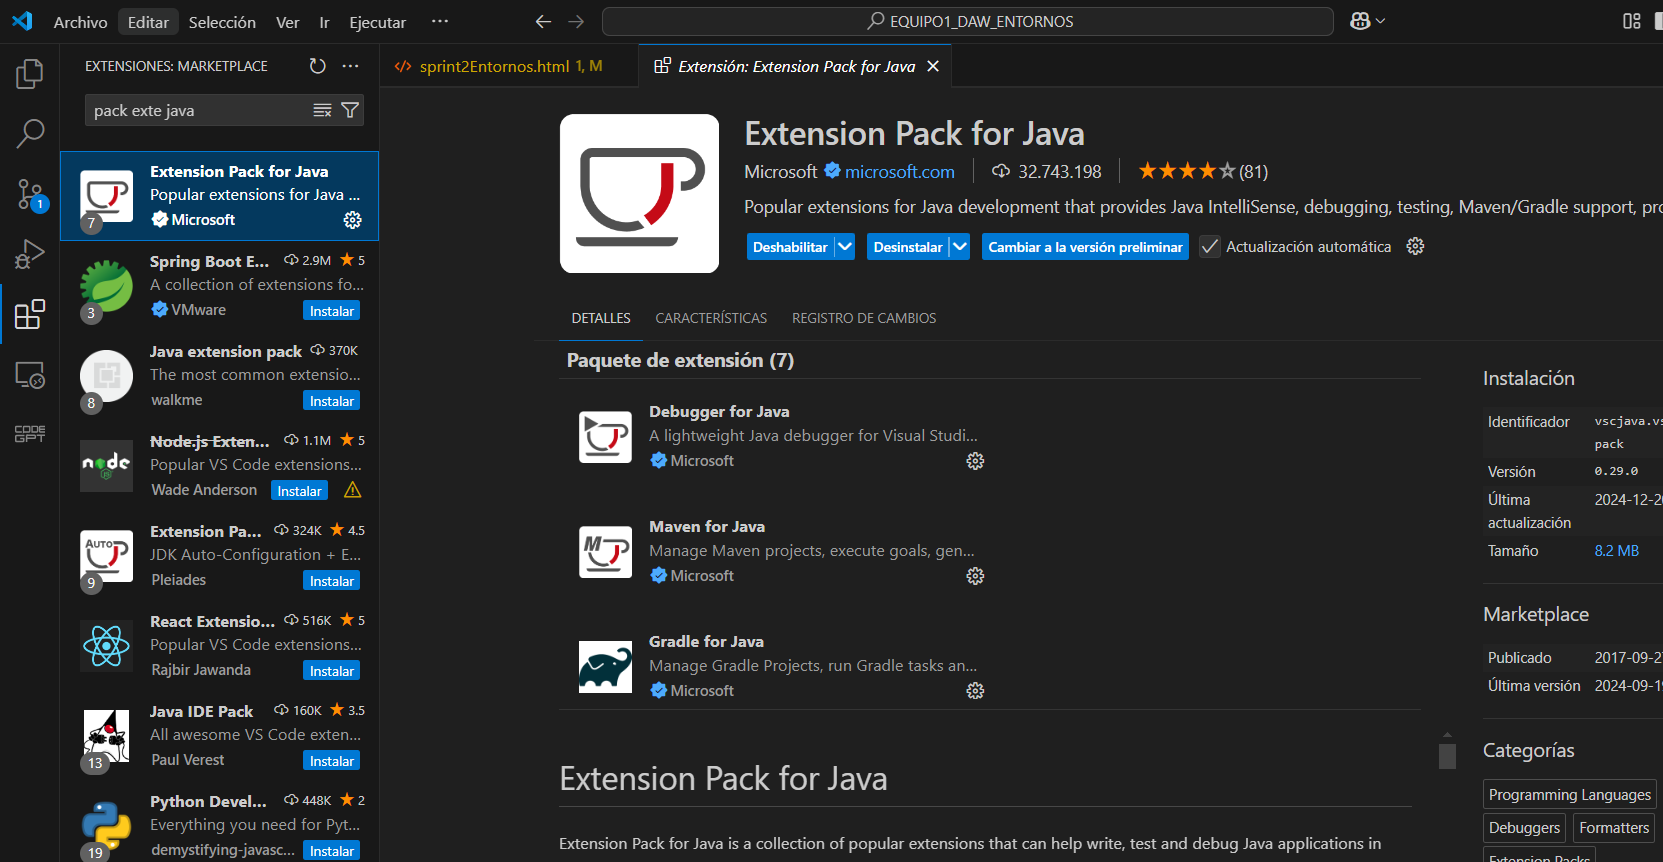 Archivo Editar Selección Ver Ir Ejecutar ···
EQUIPO1_DAW_ENTORNOS
EXTENSIONES: MARKETPLACE
pack exte java
1
Extension Pack for Java
Popular extensions for Java ...
Microsoft
7
Spring Boot E... 2.9M 5
A collection of extensions fo...
VMware Instalar
3
Java extension pack 370K
The most common extensio...
walkme Instalar
8
Node.js Exten... 1.1M 5
Popular VS Code extensions...
Wade Anderson Instalar
node
Extension Pa... 324K 4.5
JDK Auto-Configuration + E...
Pleiades Instalar
AUTO
9
React Extensio... 516K 5
Popular VS Code extensions...
Rajbir Jawanda Instalar
Java IDE Pack 160K 3.5
All awesome VS Code exten...
Paul Verest Instalar
13
Python Devel... 448K 2
Everything you need for Pyt...
demystifying-javasc... Instalar
19
CODE
GPT
sprint2Entornos.html 1, M
Extensión: Extension Pack for Java
Extension Pack for Java
Microsoft microsoft.com 32.743.198 (81)
Popular extensions for Java development that provides Java IntelliSense, debugging, testing, Maven/Gradle support, pro
Deshabilitar Desinstalar Cambiar a la versión preliminar Actualización automática
DETALLES CARACTERÍSTICAS REGISTRO DE CAMBIOS
Paquete de extensión (7)
Debugger for Java
A lightweight Java debugger for Visual Studi...
Microsoft
M
Maven for Java
Manage Maven projects, execute goals, gen...
Microsoft
Gradle for Java
Manage Gradle Projects, run Gradle tasks an...
Microsoft
Extension Pack for Java
Extension Pack for Java is a collection of popular extensions that can help write, test and debug Java applications in
Instalación
Identificador vscjava.vs
pack
Versión 0.29.0
Última 2024-12-20
actualización
Tamaño 8.2 MB
Marketplace
Publicado 2017-09-27
Última versión 2024-09-19
Categorías
Programming Languages
Debuggers Formatters
Extension Packs